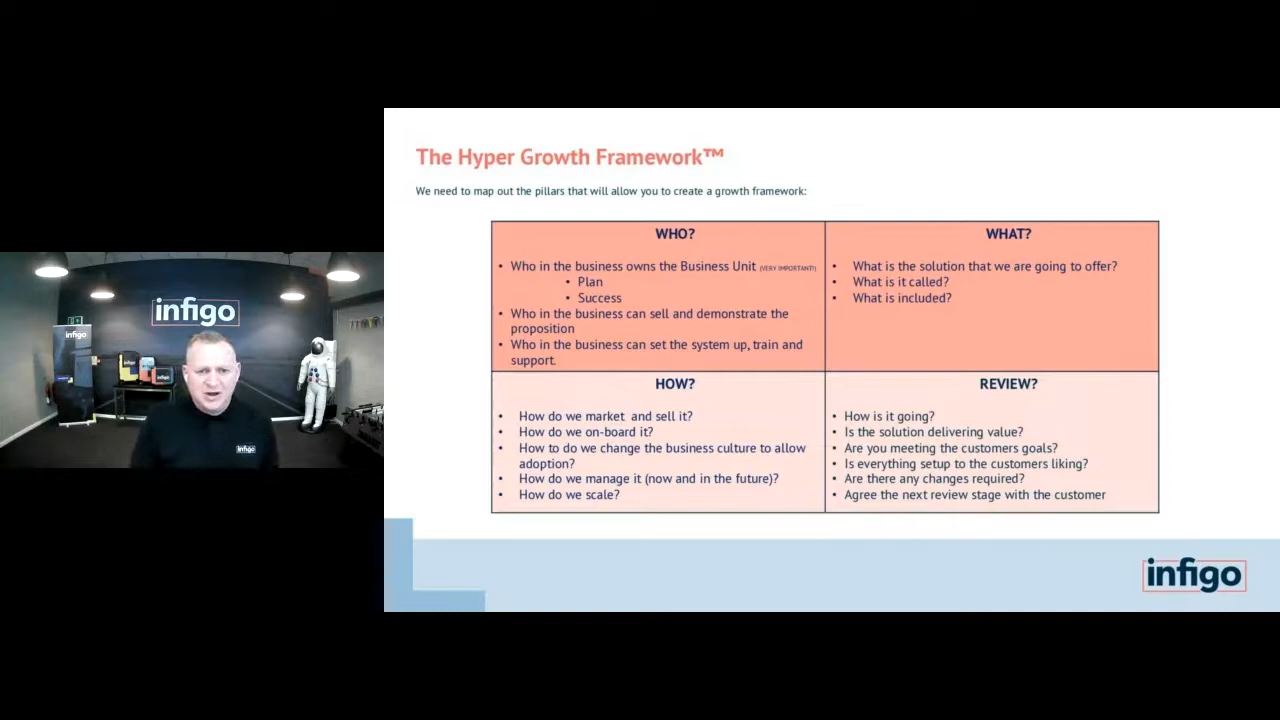 The Hyper Growth Framework™
We need to map out the pillars that will allow you to create a growth framework:
WHO?
• Who in the business owns the Business Unit (VERY IMPORTANT!)
• Plan
• Success
• Who in the business can sell and demonstrate the
proposition
• Who in the business can set the system up, train and
support.
WHAT?
• What is the solution that we are going to offer?
• What is it called?
• What is included?
HOW?
• How do we market and sell it?
• How do we on-board it?
• How to do we change the business culture to allow
adoption?
• How do we manage it (now and in the future)?
• How do we scale?
REVIEW?
• How is it going?
• Is the solution delivering value?
• Are you meeting the customers goals?
• Is everything setup to the customers liking?
• Are there any changes required?
• Agree the next review stage with the customer
infigo
infigo
infigo
infigo